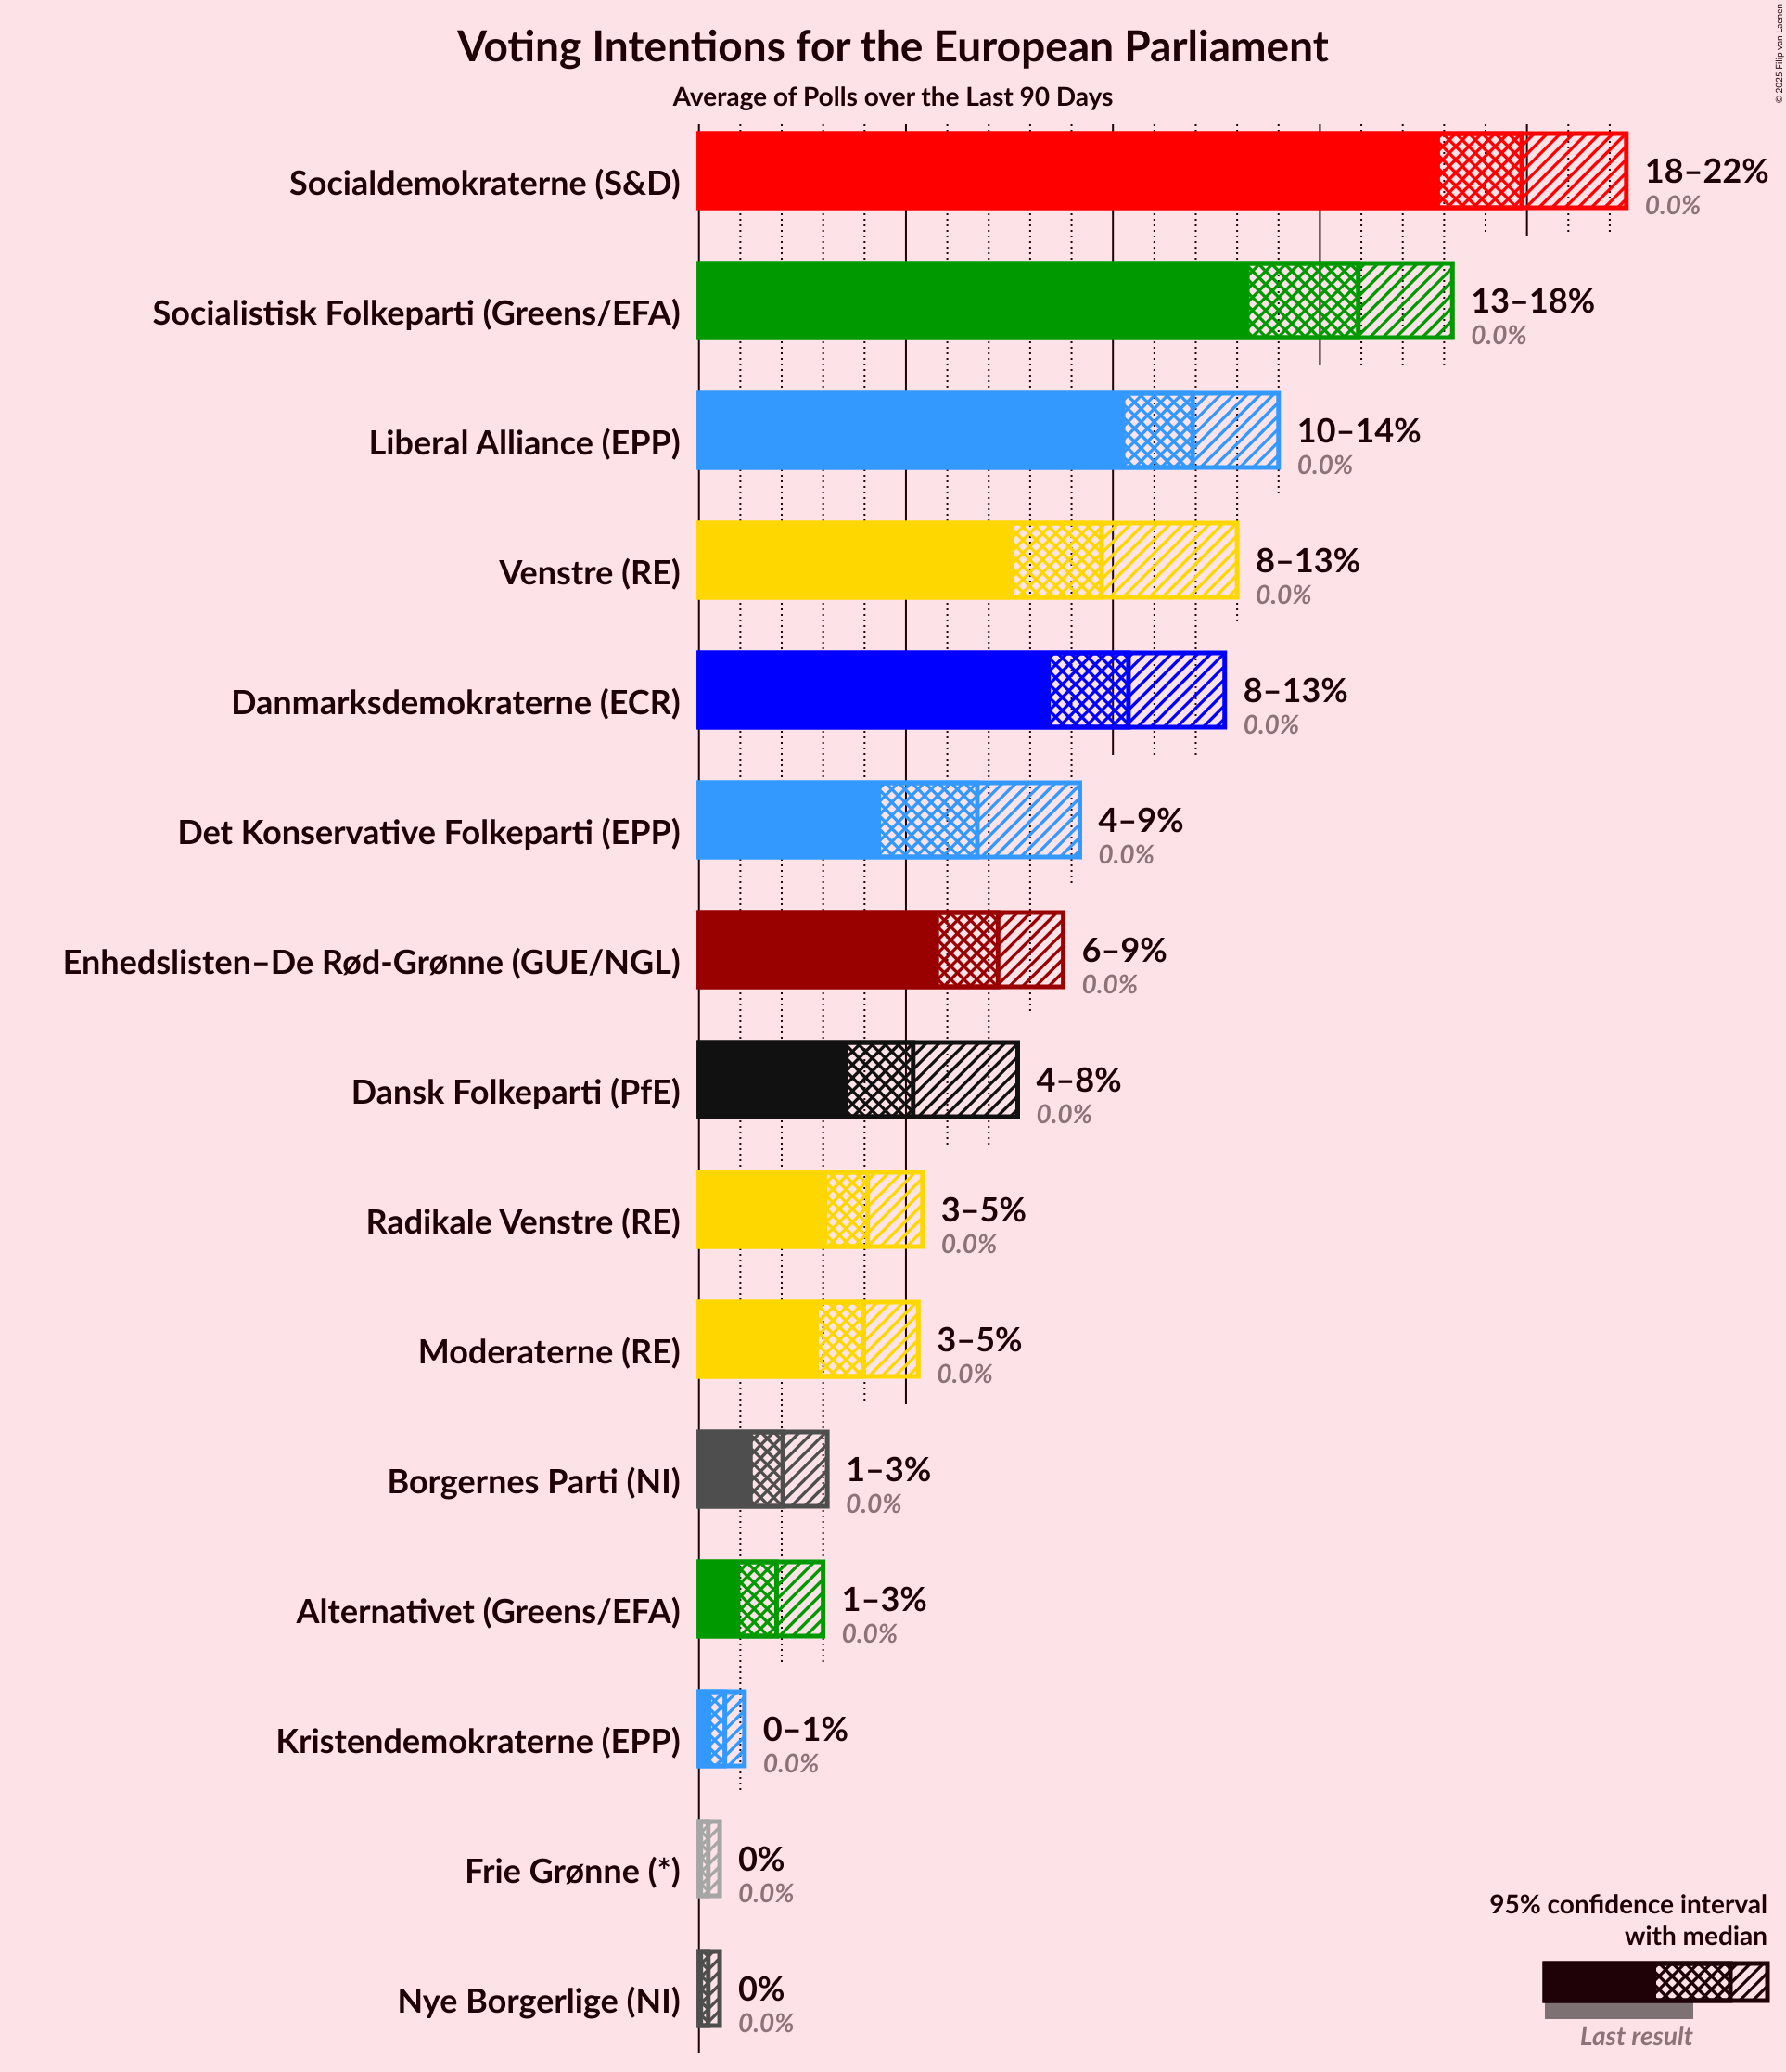 Voting Intentions for the European Parliament
Average of Polls over the Last 90 Days
© 2025 Filip van Laenen
Socialdemokraterne (S&D)
18–22%
0.0%
Socialistisk Folkeparti (Greens/EFA)
13–18%
0.0%
Liberal Alliance (EPP)
10–14%
0.0%
Venstre (RE)
8–13%
0.0%
Danmarksdemokraterne (ECR)
8–13%
0.0%
Det Konservative Folkeparti (EPP)
4–9%
0.0%
Enhedslisten–De Rød-Grønne (GUE/NGL)
6–9%
0.0%
Dansk Folkeparti (PfE)
4–8%
0.0%
Radikale Venstre (RE)
3–5%
0.0%
Moderaterne (RE)
3–5%
0.0%
Borgernes Parti (NI)
1–3%
0.0%
Alternativet (Greens/EFA)
1–3%
0.0%
Kristendemokraterne (EPP)
0–1%
0.0%
Frie Grønne (*)
0%
0.0%
Nye Borgerlige (NI)
0%
0.0%
95% confidence interval
with median
Last result